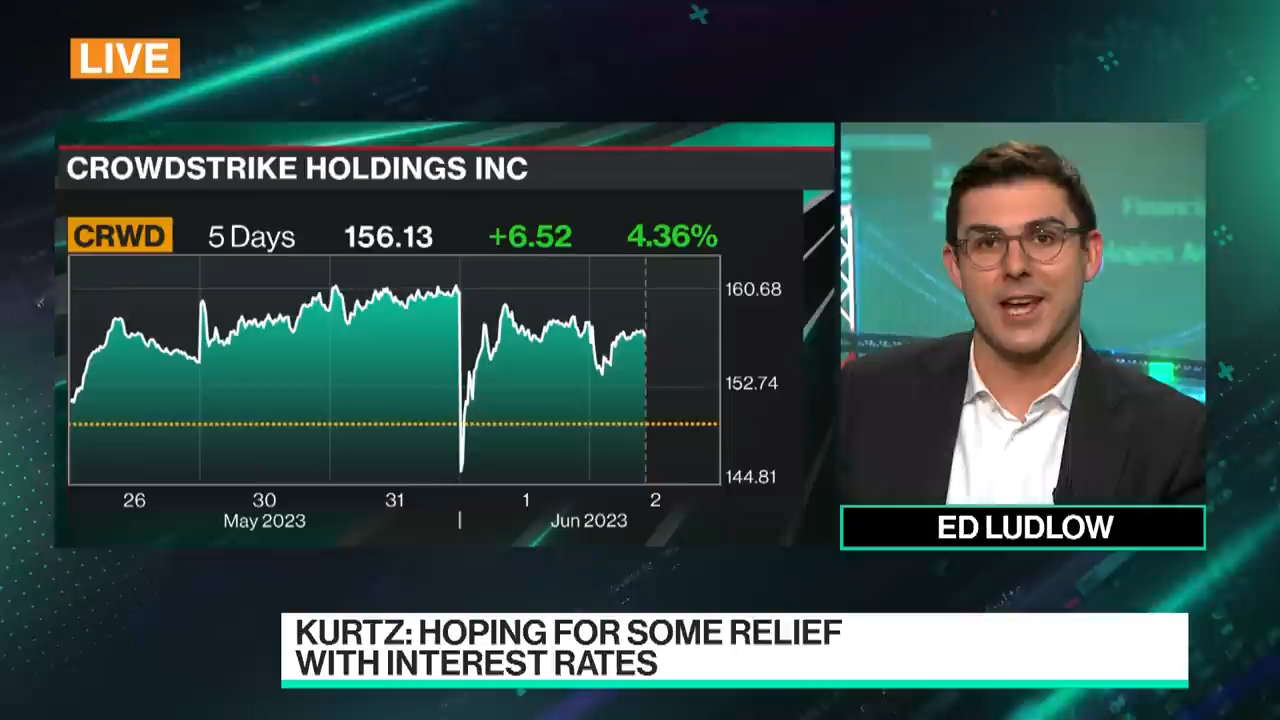 LIVE
CROWDSTRIKE HOLDINGS INC
CRWD 5 Days 156.13 +6.52 4.36%
160.68
152.74
144.81
26 30 31 1 2
May 2023 | Jun 2023
Financi
ologies A
ED LUDLOW
KURTZ: HOPING FOR SOME RELIEF
WITH INTEREST RATES